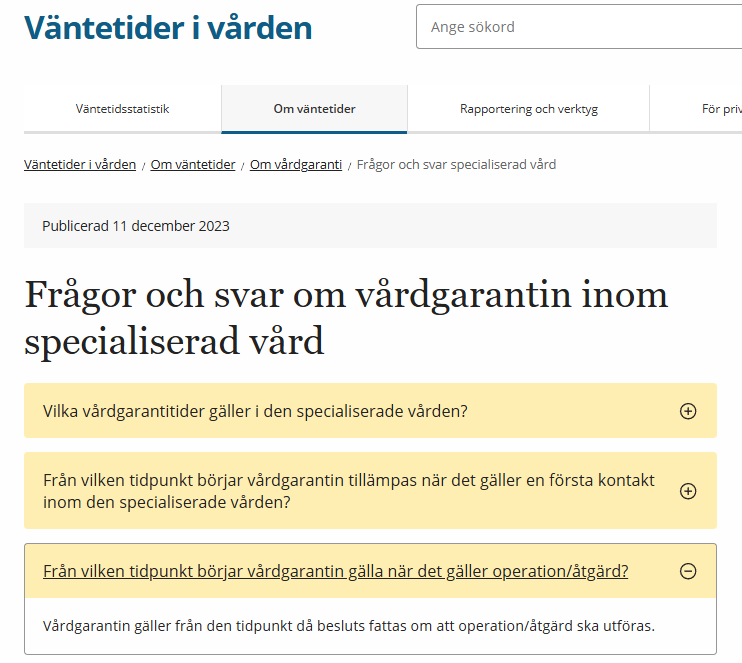 Väntetider i vården
Ange sökord
Väntetidsstatistik
Om väntetider
Rapportering och verktyg
För priv
Väntetider i vården / Om väntetider / Om vårdgaranti / Frågor och svar specialiserad vård
Publicerad 11 december 2023
Frågor och svar om vårdgarantin inom
specialiserad vård
Vilka vårdgarantitider gäller i den specialiserade vården?
Från vilken tidpunkt börjar vårdgarantin tillämpas när det gäller en första kontakt
inom den specialiserade vården?
Från vilken tidpunkt börjar vårdgarantin gälla när det gäller operation/åtgärd?
Vårdgarantin gäller från den tidpunkt då besluts fattas om att operation/åtgärd ska utföras.